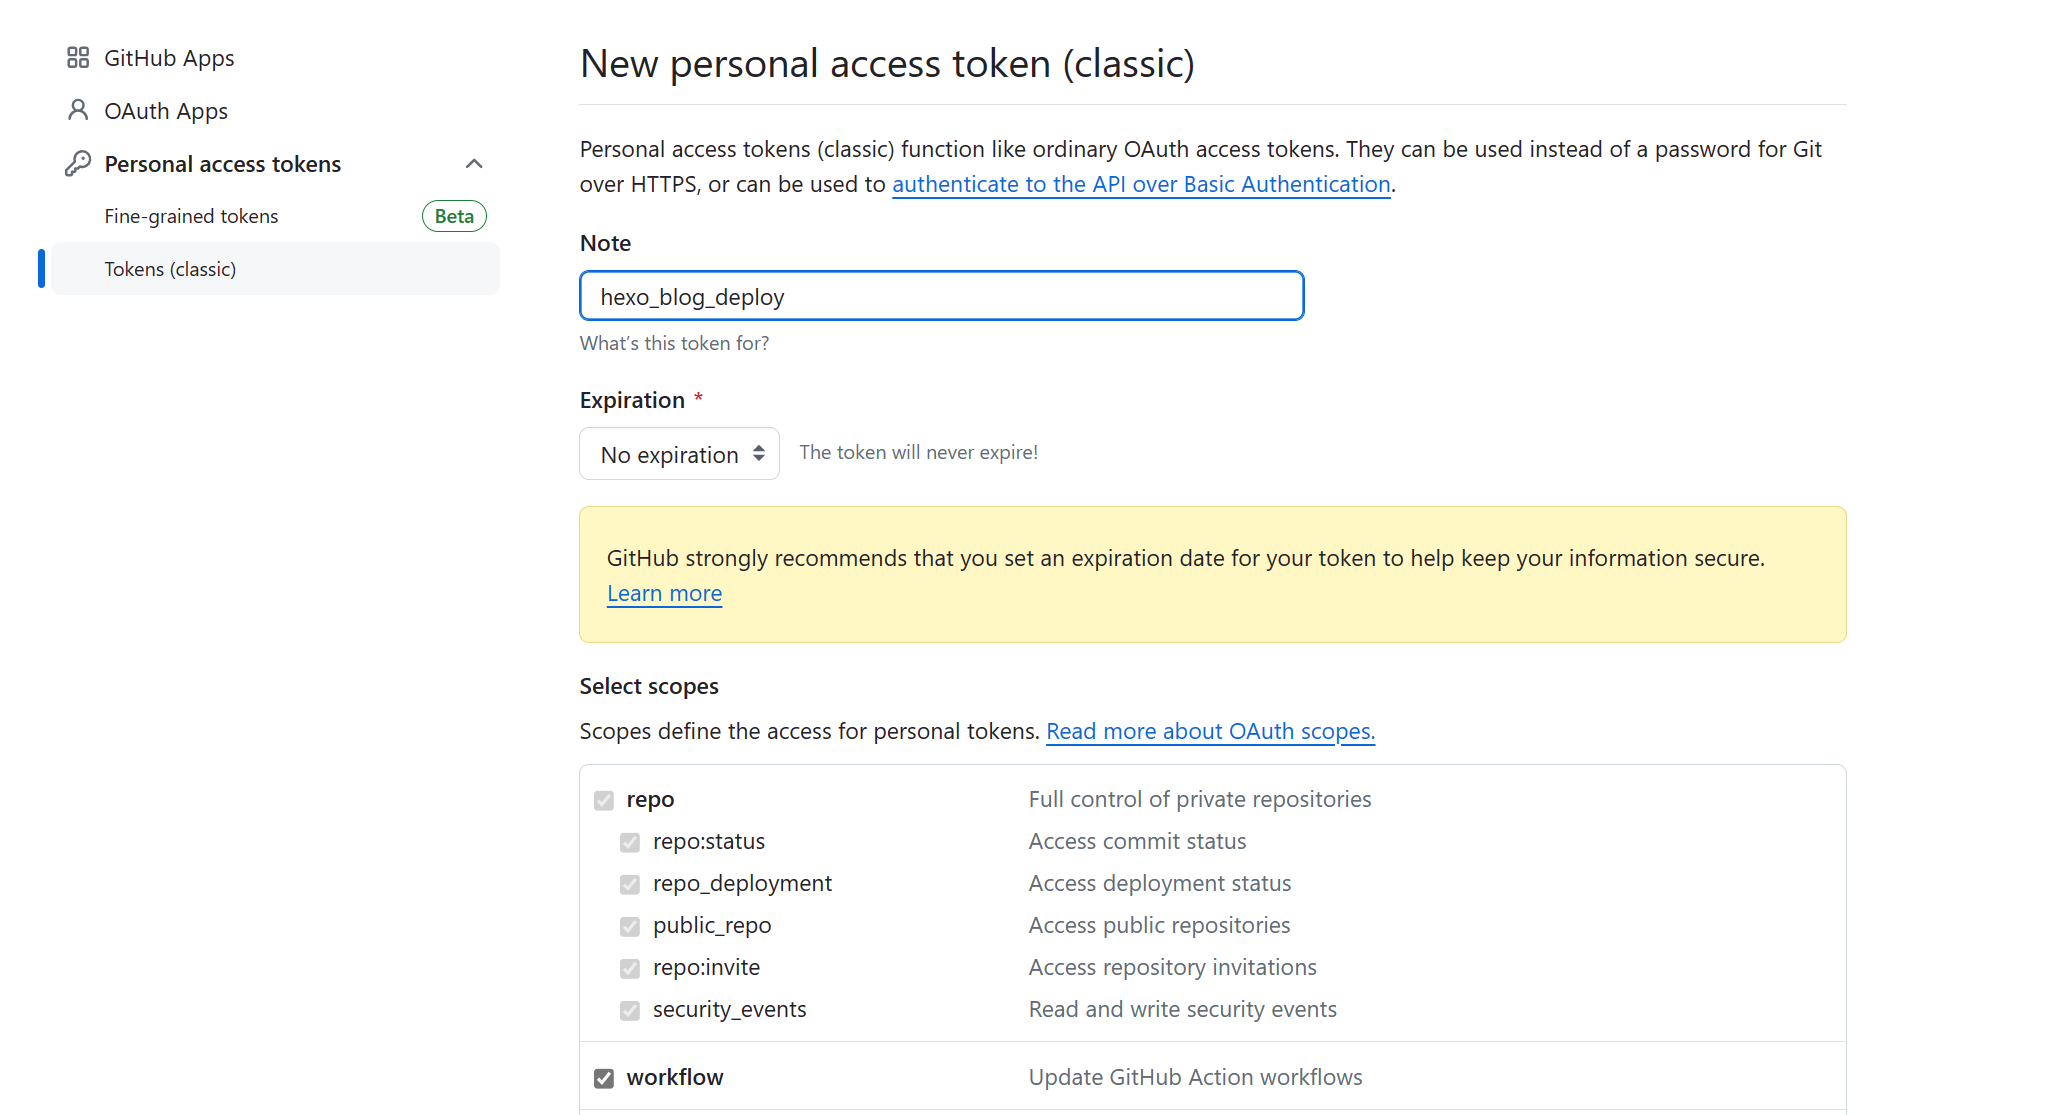 GitHub Apps
OAuth Apps
Personal access tokens
Fine-grained tokens Beta
Tokens (classic)
New personal access token (classic)
Personal access tokens (classic) function like ordinary OAuth access tokens. They can be used instead of a password for Git
over HTTPS, or can be used to authenticate to the API over Basic Authentication.
Note
hexo_blog_deploy
What's this token for?
Expiration *
No expiration The token will never expire!
GitHub strongly recommends that you set an expiration date for your token to help keep your information secure.
Learn more
Select scopes
Scopes define the access for personal tokens. Read more about OAuth scopes.
repo Full control of private repositories
repo:status Access commit status
repo_deployment Access deployment status
public_repo Access public repositories
repo:invite Access repository invitations
security_events Read and write security events
workflow Update GitHub Action workflows